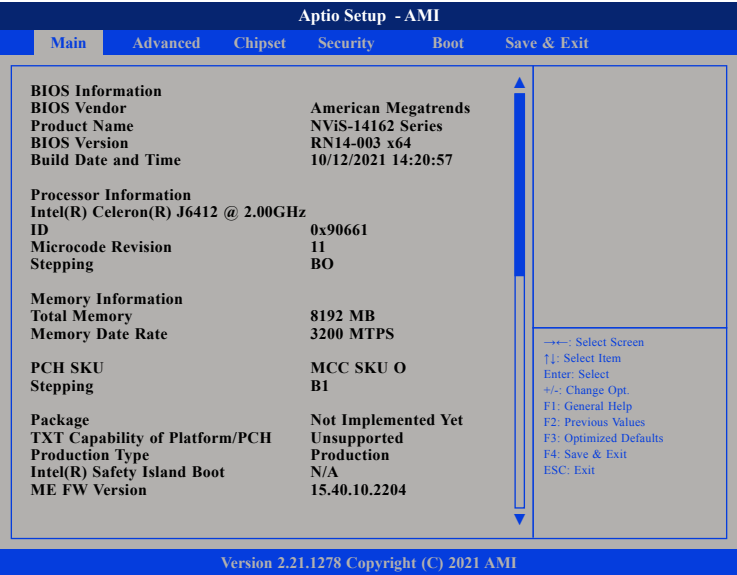 Aptio Setup - AMI
Main Advanced Chipset Security Boot Save & Exit
BIOS Information
BIOS Vendor American Megatrends
Product Name NViS-14162 Series
BIOS Version RN14-003 x64
Build Date and Time 10/12/2021 14:20:57
Processor Information
Intel(R) Celeron(R) J6412 @ 2.00GHz
ID 0x90661
Microcode Revision 11
Stepping BO
Memory Information
Total Memory 8192 MB
Memory Date Rate 3200 MTPS
PCH SKU MCC SKU O
Stepping B1
Package Not Implemented Yet
TXT Capability of Platform/PCH Unsupported
Production Type Production
Intel(R) Safety Island Boot N/A
ME FW Version 15.40.10.2204
→←: Select Screen
↑↓: Select Item
Enter: Select
+/-: Change Opt.
F1: General Help
F2: Previous Values
F3: Optimized Defaults
F4: Save & Exit
ESC: Exit
Version 2.21.1278 Copyright (C) 2021 AMI